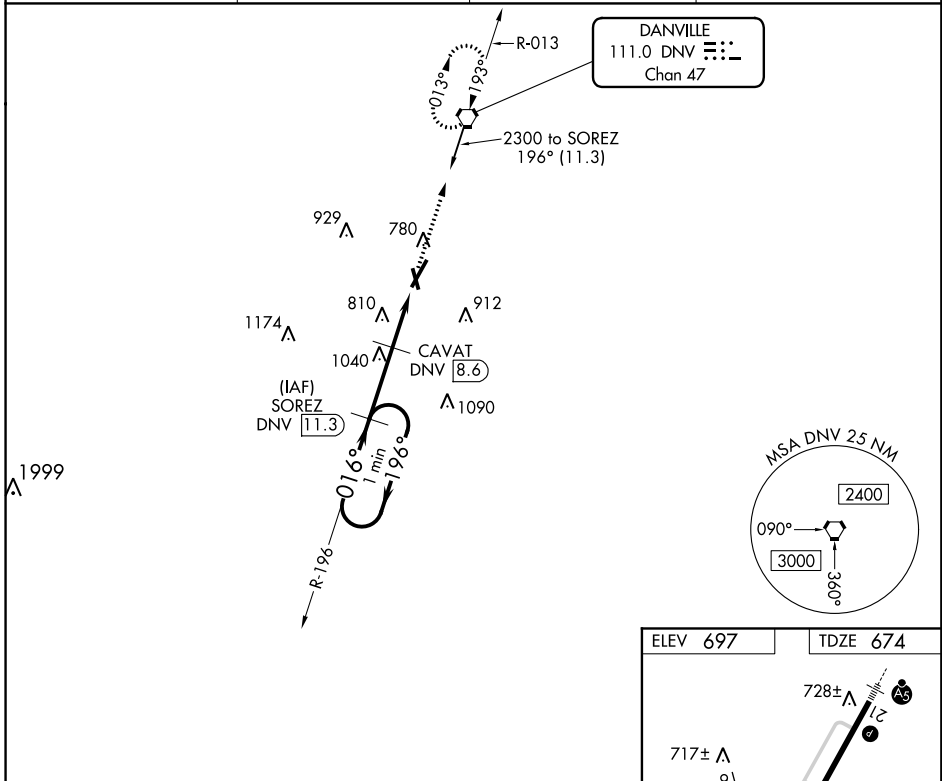 R-013
DANVILLE
111.0 DNV
Chan 47
013°
193°
2300 to SOREZ
196° (11.3)
929
780
810
912
1174
1040
CAVAT
DNV 8.6
(IAF)
SOREZ
DNV 11.3
1090
016°
1 min
196°
1999
R-196
MSA DNV 25 NM
2400
090°
3000
360°
ELEV 697
TDZE 674
728±
A5
21
P
717±